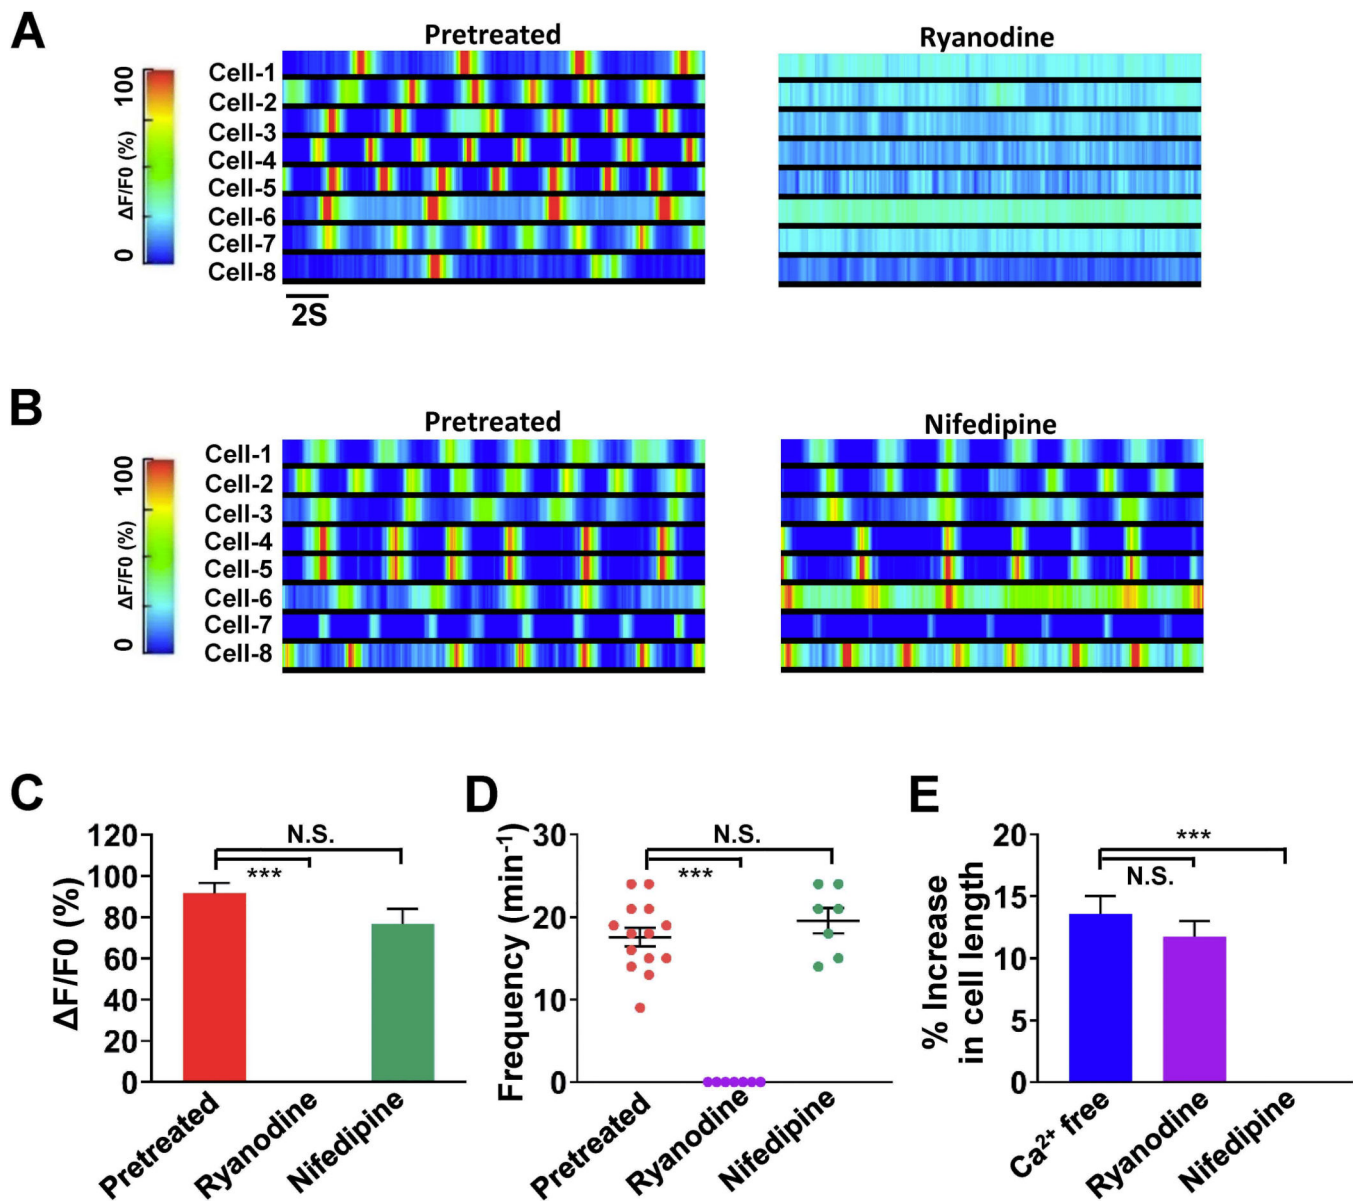 A
Pretreated
Ryanodine
100
ΔF/F0 (%)
0
Cell-1
Cell-2
Cell-3
Cell-4
Cell-5
Cell-6
Cell-7
Cell-8
2S
B
Pretreated
Nifedipine
100
ΔF/F0 (%)
0
Cell-1
Cell-2
Cell-3
Cell-4
Cell-5
Cell-6
Cell-7
Cell-8
C
ΔF/F0 (%)
120
100
80
60
40
20
0
N.S.
***
Pretreated
Ryanodine
Nifedipine
D
Frequency (min⁻¹)
30
20
10
0
N.S.
***
Pretreated
Ryanodine
Nifedipine
E
% Increase
in cell length
20
15
10
5
0
***
N.S.
Ca²⁺ free
Ryanodine
Nifedipine